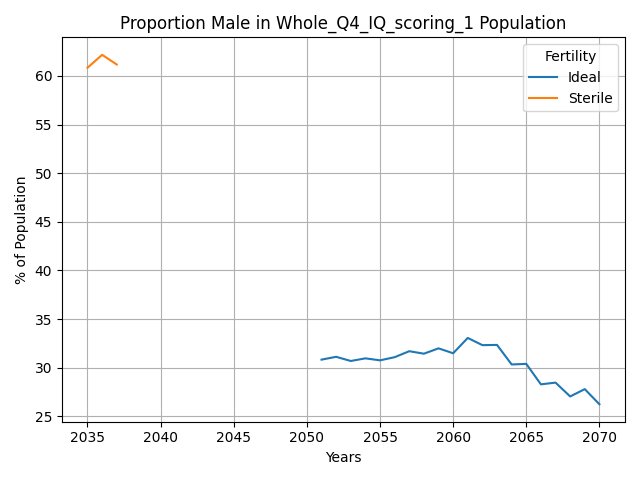 Proportion Male in Whole_Q4_IQ_scoring_1 Population
Fertility
Ideal
Sterile
% of Population
60
55
50
45
40
35
30
25
2035
2040
2045
2050
2055
2060
2065
2070
Years